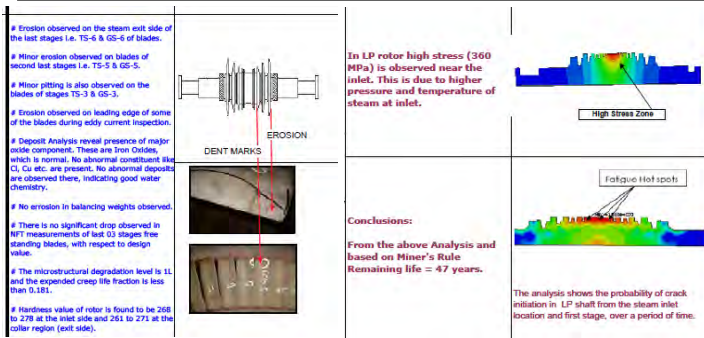 # Erosion observed on the steam exit side of
the last stages i.e. TS-6 & GS-6 of blades.
# Minor erosion observed on blades of
second last stages i.e. TS-5 & GS-5.
# Minor pitting is also observed on the
blades of stages TS-3 & GS-3.
# Erosion observed on leading edge of some
of the blades during eddy current inspection.
# Deposit Analysis reveal presence of major
oxide component. These are Iron Oxides,
which is normal. No abnormal constituent like
Cl, Cu etc. are present. No abnormal deposits
are observed there, indicating good water
chemistry.
# No errosion in balancing weights observed.
# There is no significant drop observed in
NFT measurements of last 03 stages free
standing blades, with respect to design
value.
# The microstructural degradation level is 1L
and the expended creep life fraction is less
than 0.181.
# Hardness value of rotor is found to be 268
to 278 at the inlet side and 261 to 271 at the
collar region (exit side).
EROSION
DENT MARKS
In LP rotor high stress (360
MPa) is observed near the
inlet. This is due to higher
pressure and temperature of
steam at inlet.
High Stress Zone
Conclusions:
From the above Analysis and
based on Miner's Rule
Remaining life = 47 years.
Fatigue Hot spots
The analysis shows the probability of crack
initiation in LP shaft from the steam inlet
location and first stage, over a period of time.